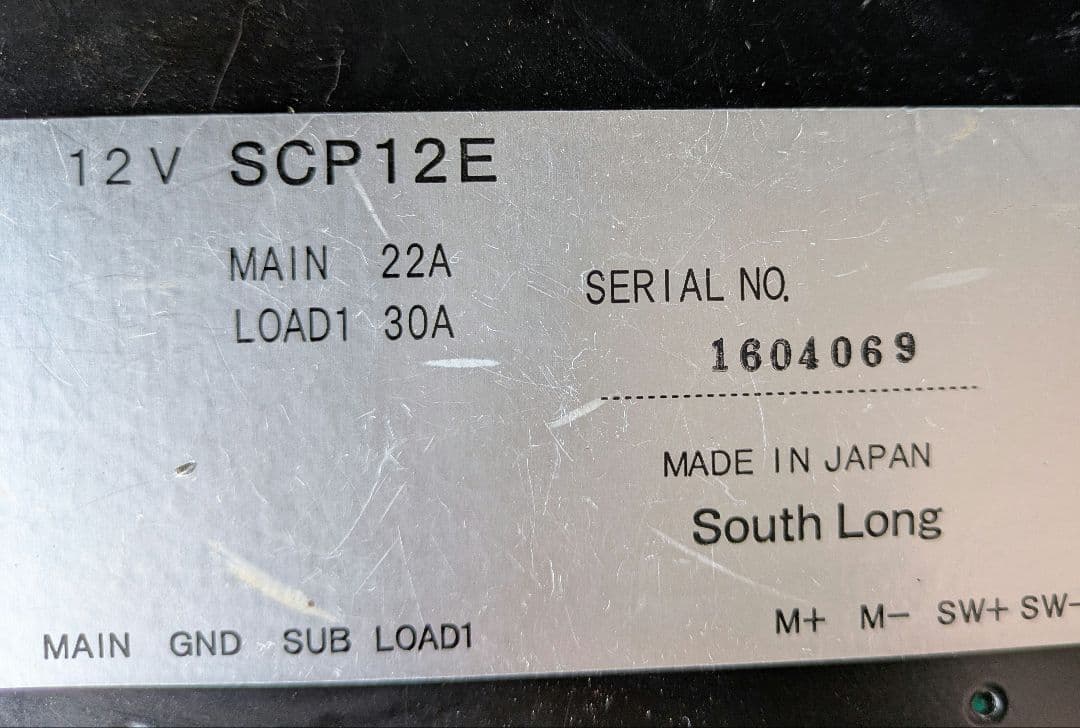 12V SCP12E
MAIN 22A
LOAD1 30A
SERIAL NO.
1604069
MADE IN JAPAN
South Long
MAIN GND SUB LOAD1
M+ M- SW+ SW-